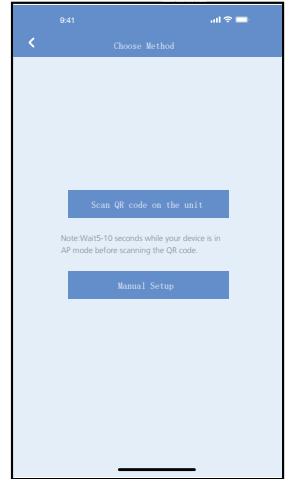 9:41
Choose Method
Scan QR code on the unit
Note:Wait5-10 seconds while your device is in
AP mode before scanning the QR code.
Manual Setup